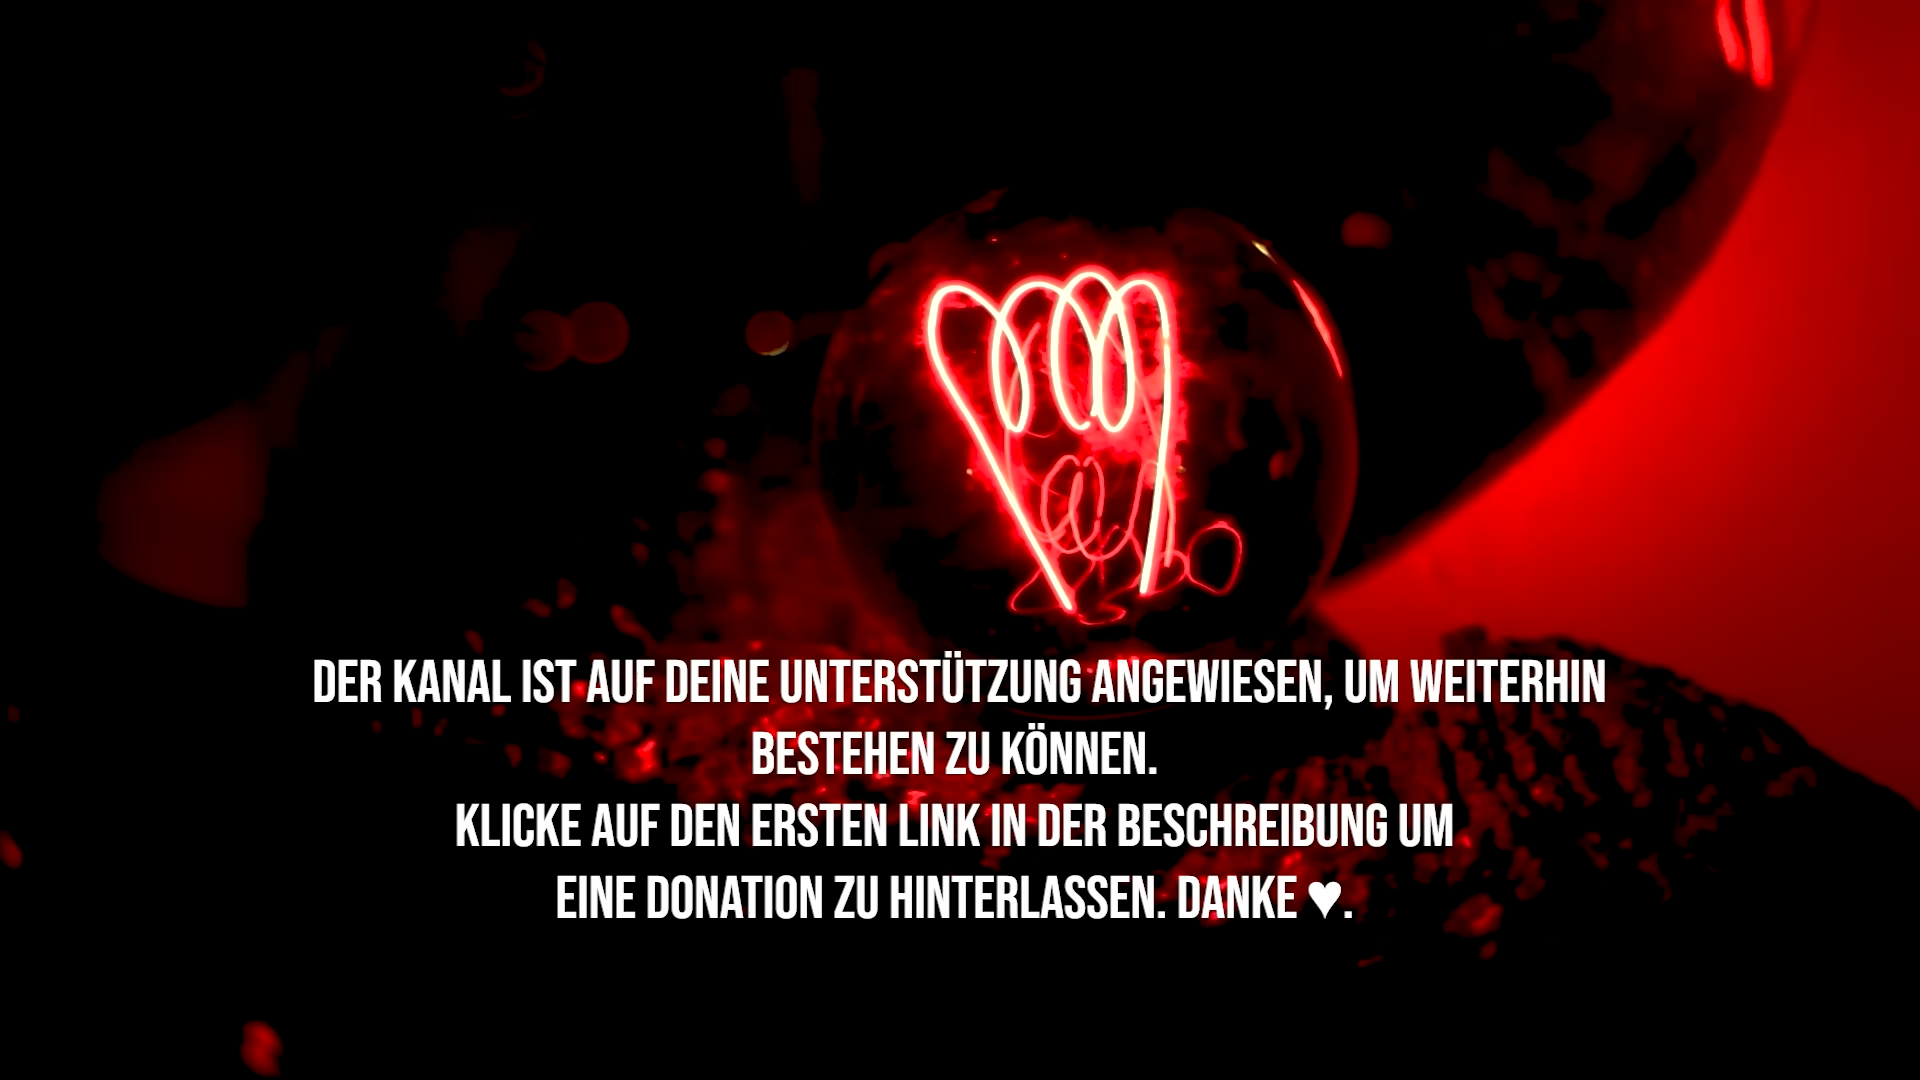 DER KANAL IST AUF DEINE UNTERSTÜTZUNG ANGEWIESEN, UM WEITERHIN
BESTEHEN ZU KÖNNEN.
KLICKE AUF DEN ERSTEN LINK IN DER BESCHREIBUNG UM
EINE DONATION ZU HINTERLASSEN. DANKE ♥.